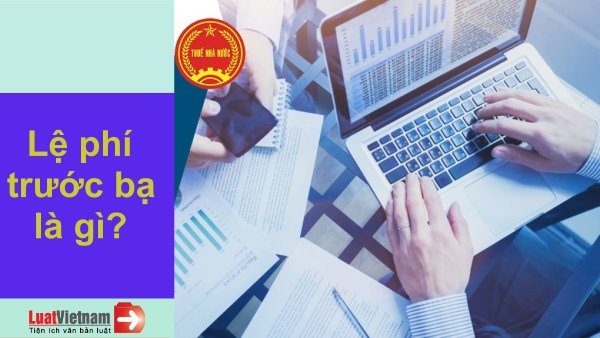 THUẾ NHÀ NƯỚC
Lệ phí
trước bạ
là gì?
LuatVietnam
Tiện ích văn bản luật